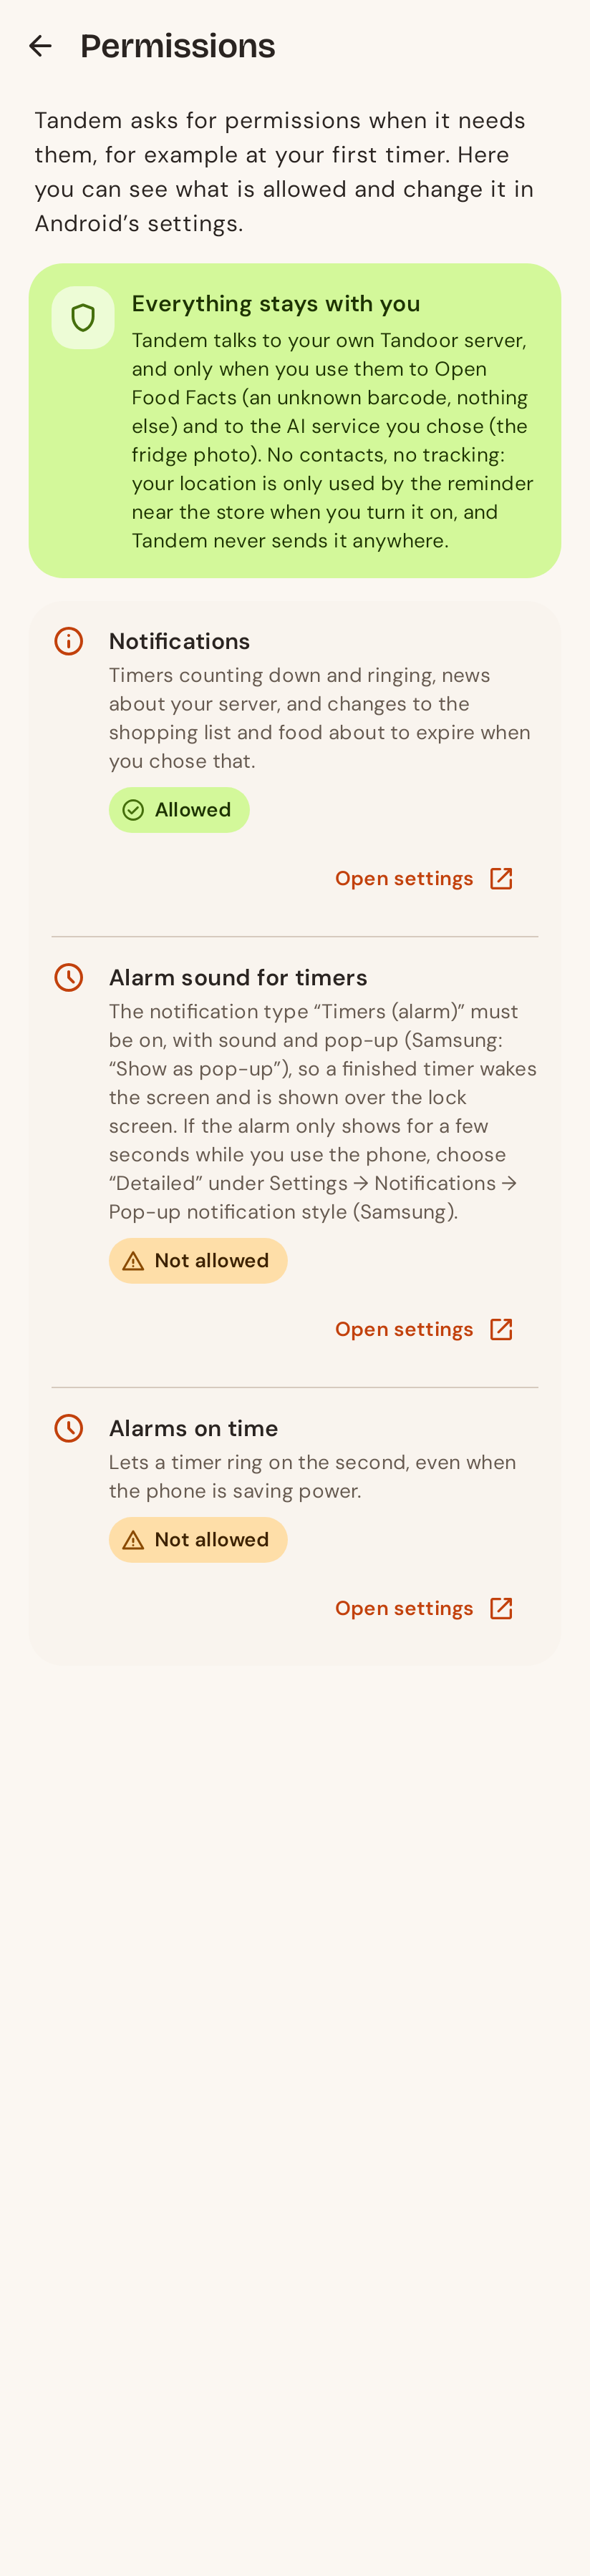 Permissions
Tandem asks for permissions when it needs
them, for example at your first timer. Here
you can see what is allowed and change it in
Android’s settings.
Everything stays with you
Tandem talks to your own Tandoor server,
and only when you use them to Open
Food Facts (an unknown barcode, nothing
else) and to the AI service you chose (the
fridge photo). No contacts, no tracking:
your location is only used by the reminder
near the store when you turn it on, and
Tandem never sends it anywhere.
Notifications
Timers counting down and ringing, news
about your server, and changes to the
shopping list and food about to expire when
you chose that.
Allowed
Open settings
Alarm sound for timers
The notification type “Timers (alarm)” must
be on, with sound and pop-up (Samsung:
“Show as pop-up”), so a finished timer wakes
the screen and is shown over the lock
screen. If the alarm only shows for a few
seconds while you use the phone, choose
“Detailed” under Settings → Notifications →
Pop-up notification style (Samsung).
Not allowed
Open settings
Alarms on time
Lets a timer ring on the second, even when
the phone is saving power.
Not allowed
Open settings